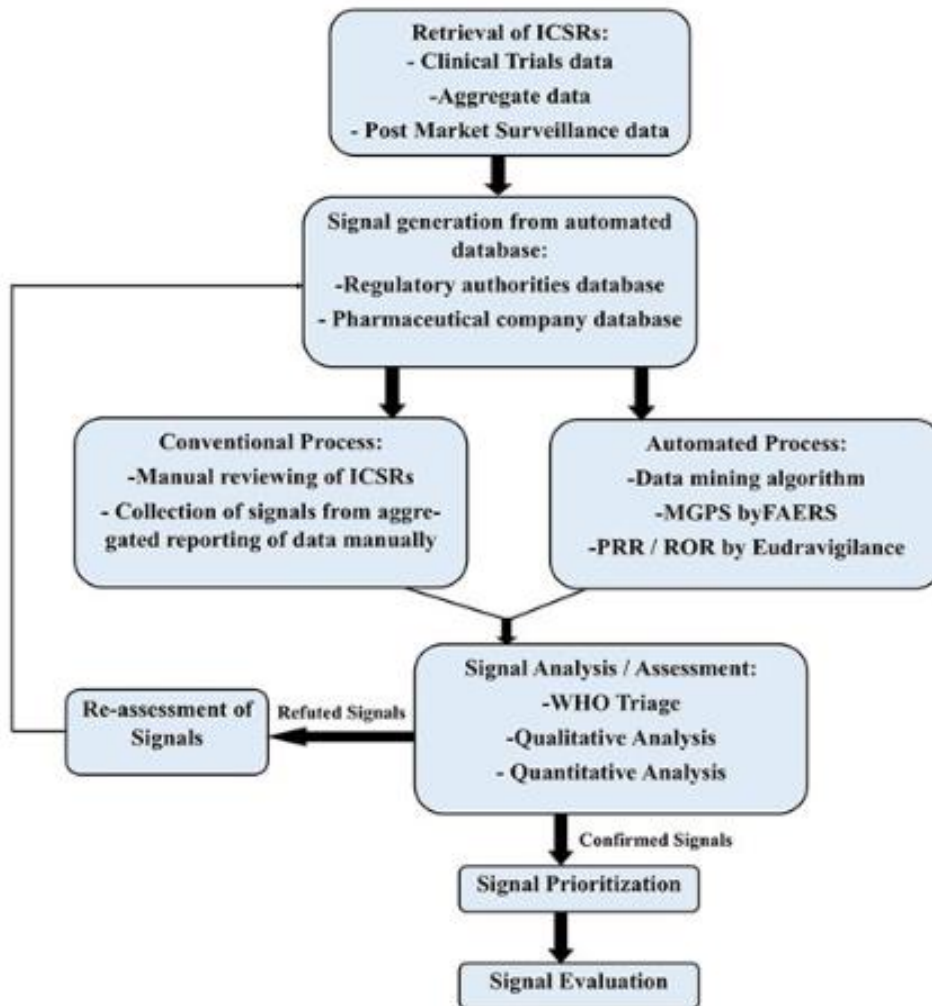 Retrieval of ICSRs:
- Clinical Trials data
-Aggregate data
- Post Market Surveillance data
Signal generation from automated
database:
-Regulatory authorities database
- Pharmaceutical company database
Conventional Process:
-Manual reviewing of ICSRs
- Collection of signals from aggre-
gated reporting of data manually
Automated Process:
-Data mining algorithm
-MGPS byFAERS
-PRR / ROR by Eudravigilance
Signal Analysis / Assessment:
-WHO Triage
-Qualitative Analysis
- Quantitative Analysis
Refuted Signals
Re-assessment of
Signals
Confirmed Signals
Signal Prioritization
Signal Evaluation